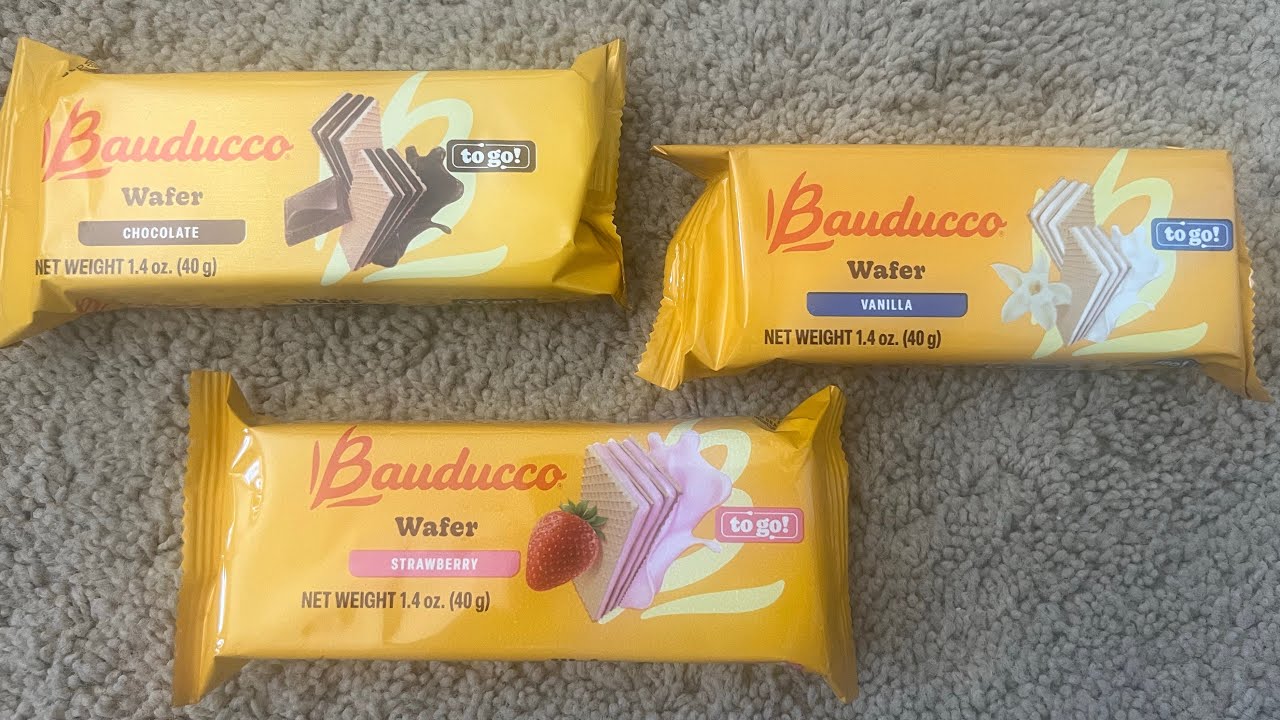 Bauducco
to go!
Wafer
CHOCOLATE
NET WEIGHT 1.4 oz. (40 g)
Wafer
Bauducco
to go!
Wafer
VANILLA
NET WEIGHT 1.4 oz. (40 g)
Bauducco
Wafer
to go!
STRAWBERRY
NET WEIGHT 1.4 oz. (40 g)